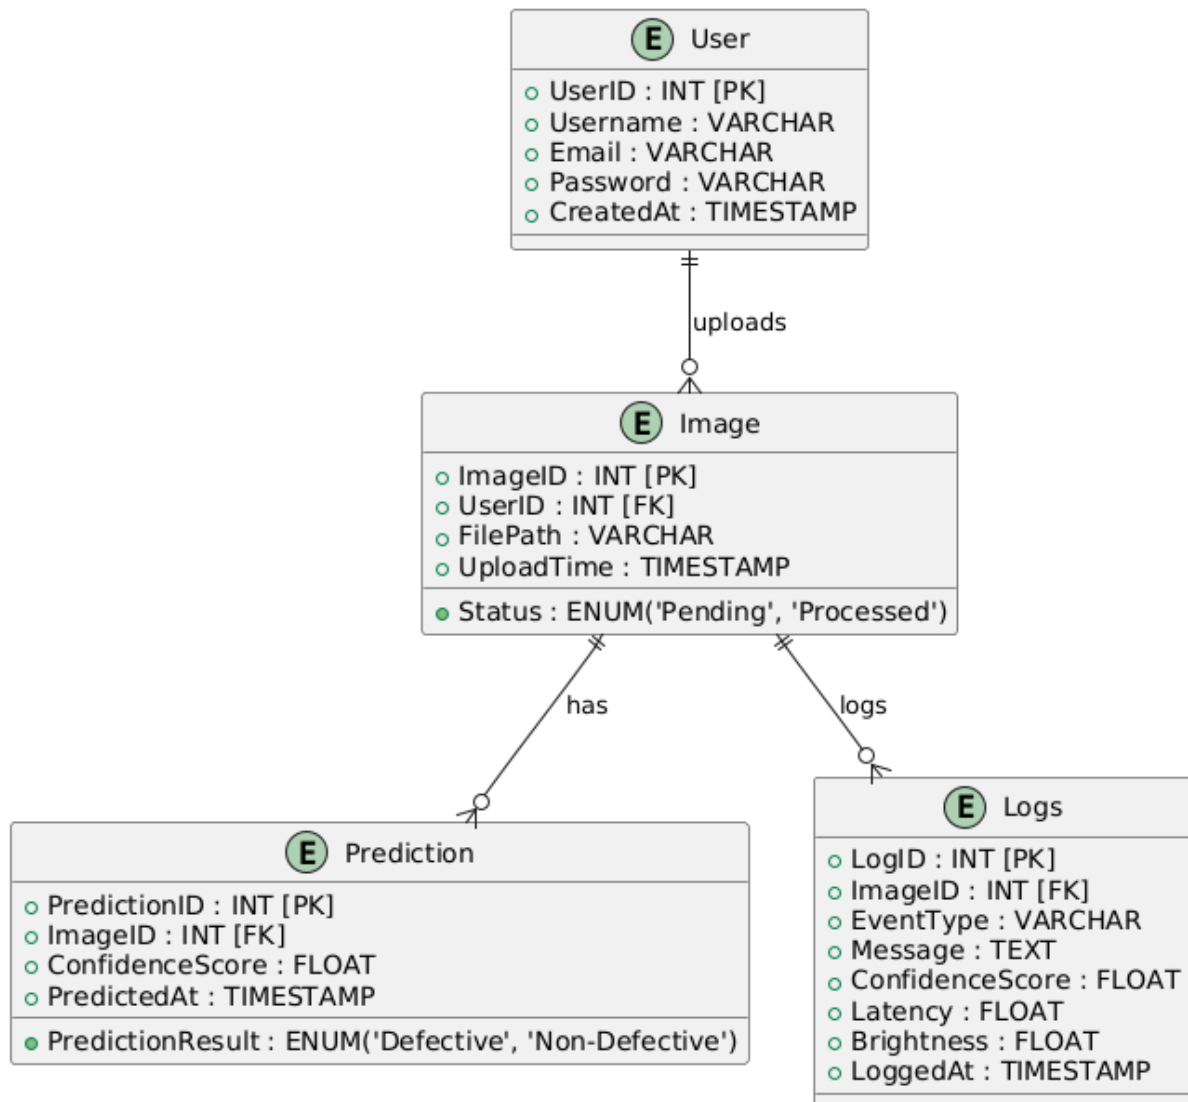 E User
UserID : INT [PK]
Username : VARCHAR
Email : VARCHAR
Password : VARCHAR
CreatedAt : TIMESTAMP
uploads
E Image
ImageID : INT [PK]
UserID : INT [FK]
FilePath : VARCHAR
UploadTime : TIMESTAMP
Status : ENUM('Pending', 'Processed')
has
logs
E Prediction
PredictionID : INT [PK]
ImageID : INT [FK]
ConfidenceScore : FLOAT
PredictedAt : TIMESTAMP
PredictionResult : ENUM('Defective', 'Non-Defective')
E Logs
LogID : INT [PK]
ImageID : INT [FK]
EventType : VARCHAR
Message : TEXT
ConfidenceScore : FLOAT
Latency : FLOAT
Brightness : FLOAT
LoggedAt : TIMESTAMP